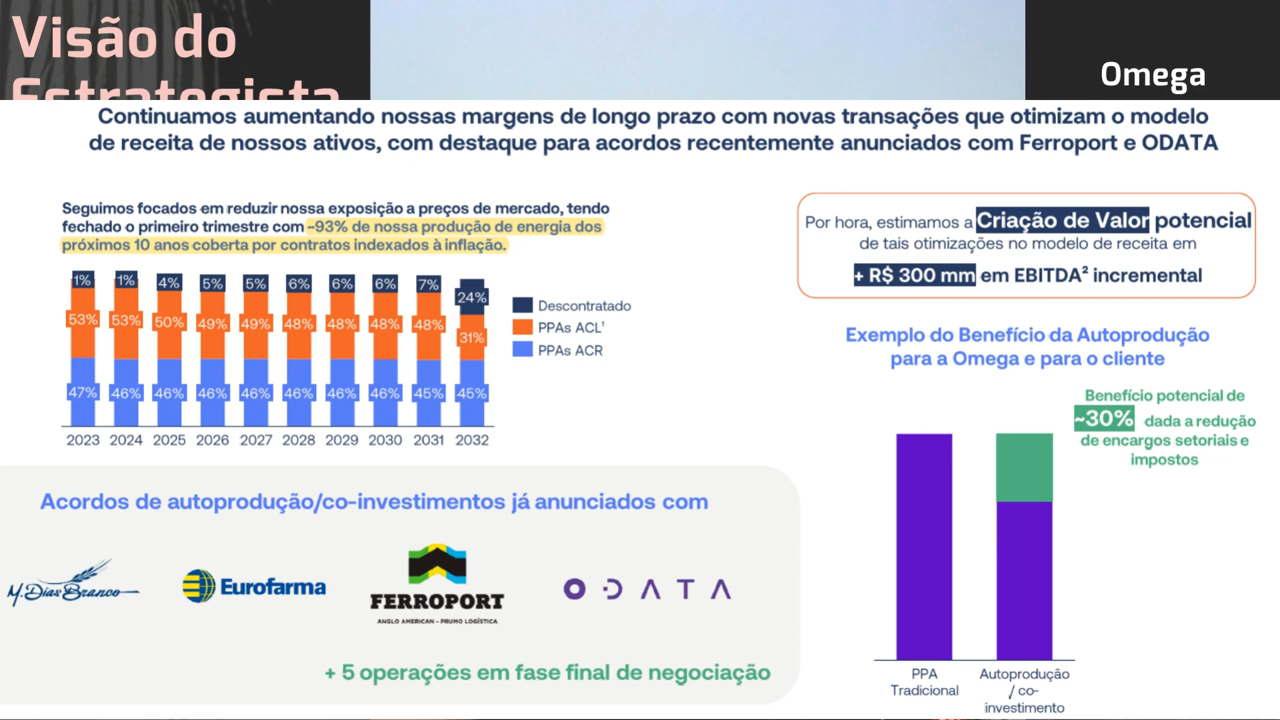 Visão do
Estrategista
Omega
Continuamos aumentando nossas margens de longo prazo com novas transações que otimizam o modelo
de receita de nossos ativos, com destaque para acordos recentemente anunciados com Ferroport e ODATA
Seguimos focados em reduzir nossa exposição a preços de mercado, tendo
fechado o primeiro trimestre com ~93% de nossa produção de energia dos
próximos 10 anos coberta por contratos indexados à inflação.
1% 1% 4% 5% 5% 6% 6% 6% 7% 24%
53% 53% 50% 49% 49% 48% 48% 48% 48% 31%
47% 46% 46% 46% 46% 46% 46% 46% 45% 45%
2023 2024 2025 2026 2027 2028 2029 2030 2031 2032
Descontratado
PPAs ACL¹
PPAs ACR
Por hora, estimamos a Criação de Valor potencial
de tais otimizações no modelo de receita em
+ R$ 300 mm em EBITDA² incremental
Exemplo do Benefício da Autoprodução
para a Omega e para o cliente
Benefício potencial de
~30% dada a redução
de encargos setoriais e
impostos
PPA
Tradicional
Autoprodução
/ co-
investimento
Acordos de autoprodução/co-investimentos já anunciados com
M. Dias Branco
Eurofarma
FERROPORT
ANGLO AMERICAN - PRUMO LOGÍSTICA
ODATA
+ 5 operações em fase final de negociação